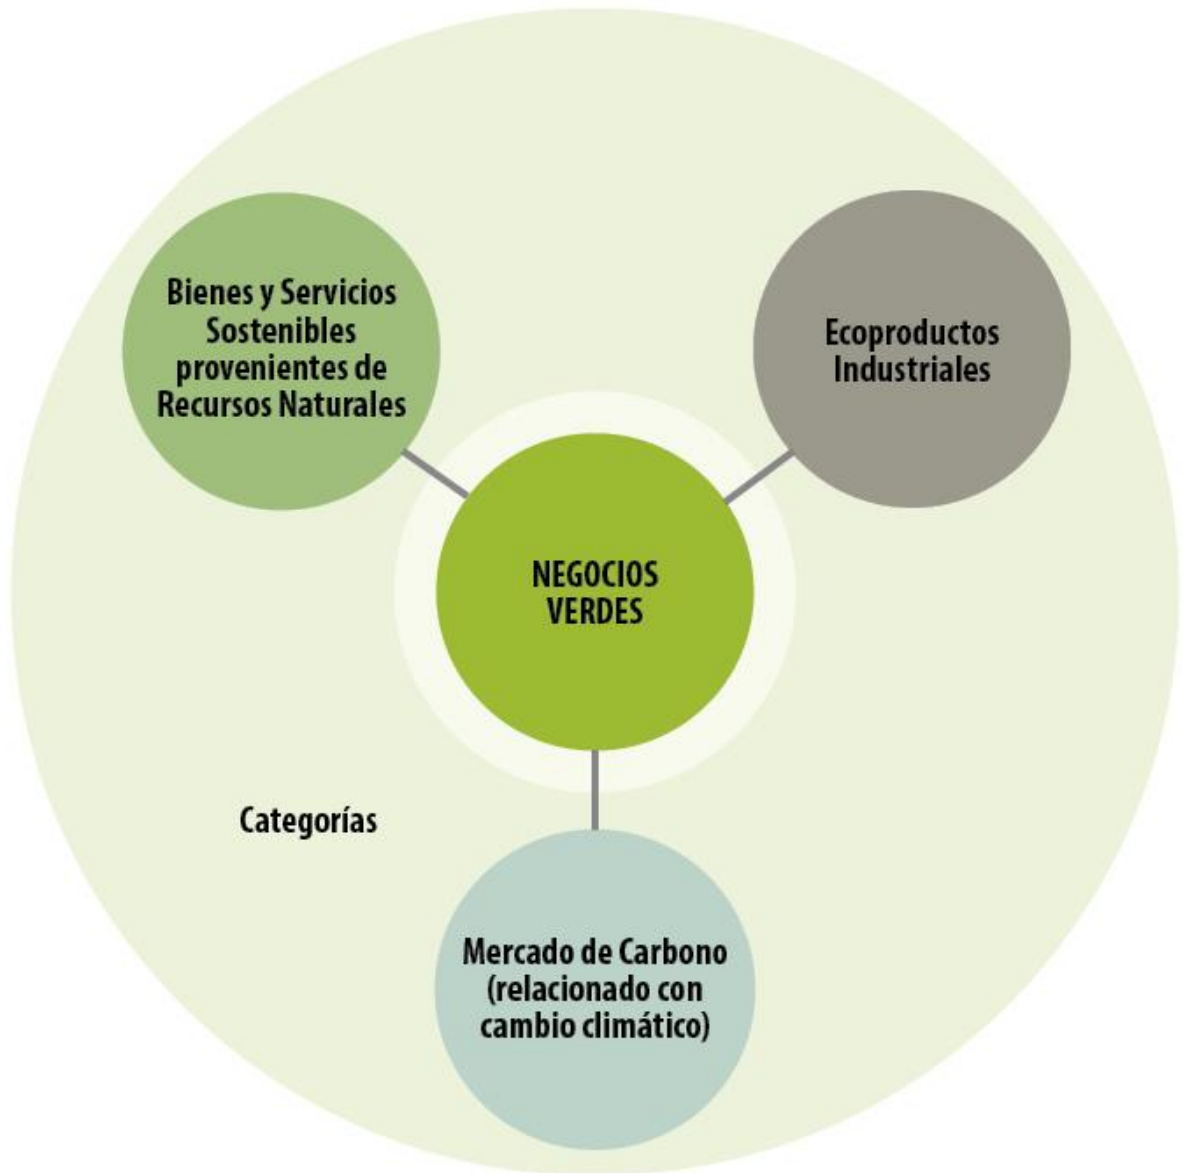 Bienes y Servicios
Sostenibles
provenientes de
Recursos Naturales
Ecoproductos
Industriales
NEGOCIOS
VERDES
Categorías
Mercado de Carbono
(relacionado con
cambio climático)